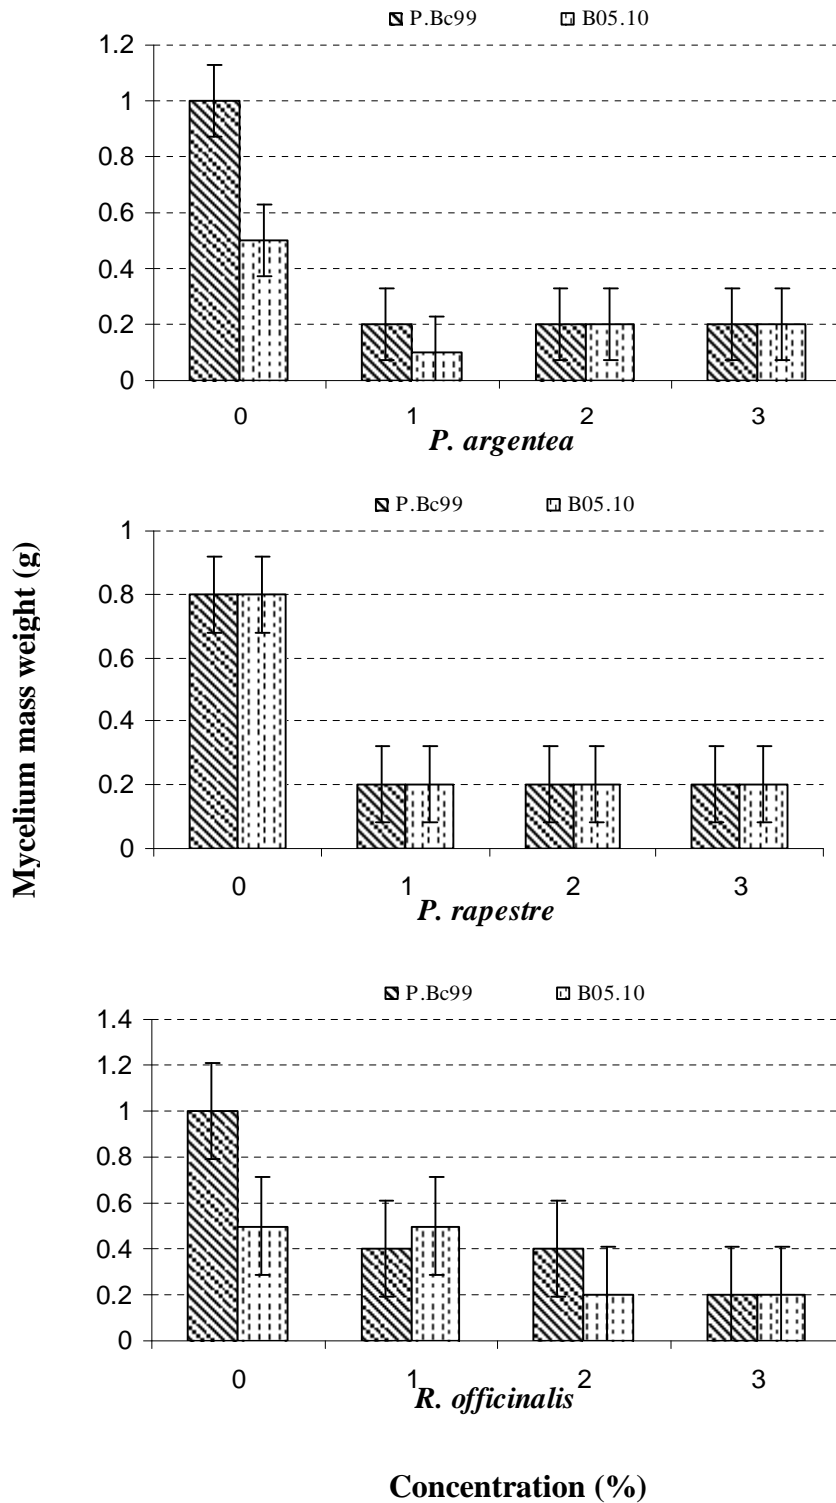 P.Bc99 B05.10
1.2
1
0.8
0.6
0.4
0.2
0
0 1 2 3
P. argentea
P.Bc99 B05.10
1
0.8
0.6
0.4
0.2
0
0 1 2 3
P. rapestre
Mycelium mass weight (g)
P.Bc99 B05.10
1.4
1.2
1
0.8
0.6
0.4
0.2
0
0 1 2 3
R. officinalis
Concentration (%)